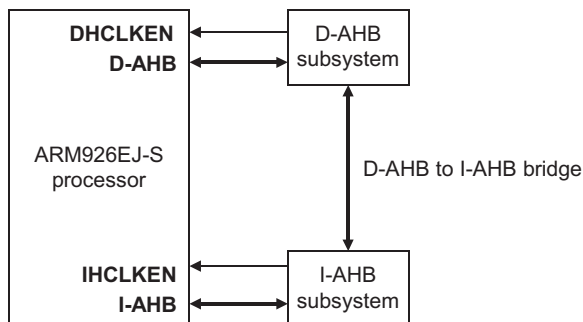 DHCLKEN
D-AHB
D-AHB
subsystem
ARM926EJ-S
processor
D-AHB to I-AHB bridge
IHCLKEN
I-AHB
I-AHB
subsystem